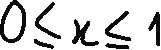 0 ≤ x ≤ 1